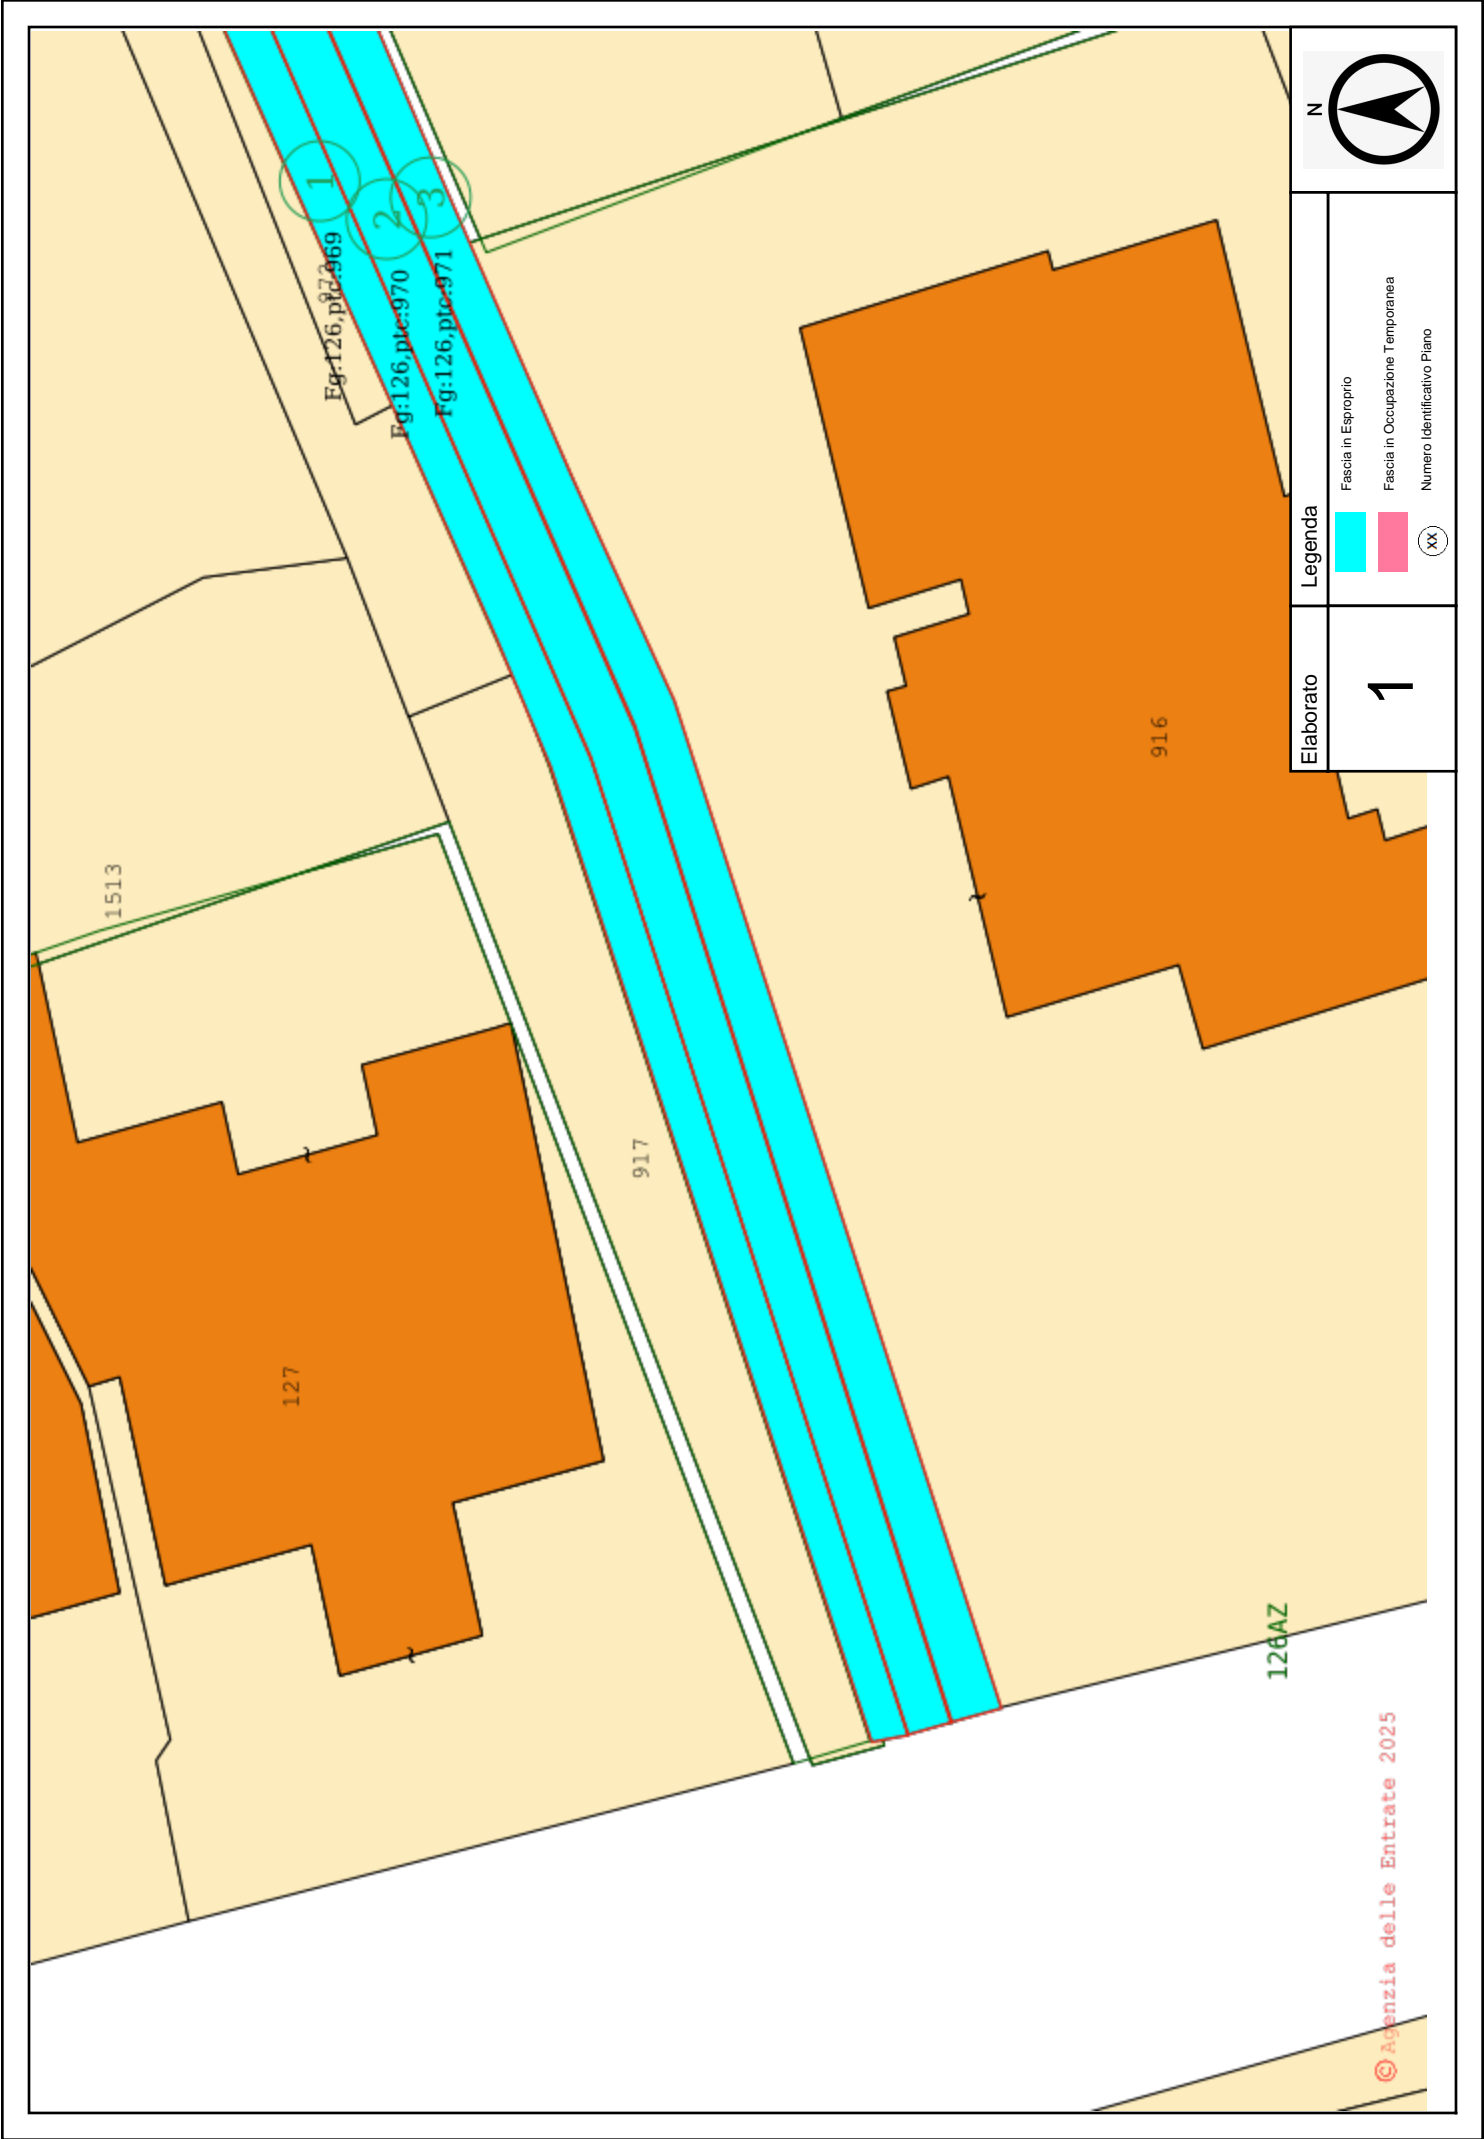 1
2
3
Fg:126,ptc:969
Fg:126,ptc:970
Fg:126,ptc:971
1513
917
127
916
126AZ
© Agenzia delle Entrate 2025
Elaborato
1
Legenda
Fascia in Esproprio
Fascia in Occupazione Temporanea
XX Numero Identificativo Piano
N